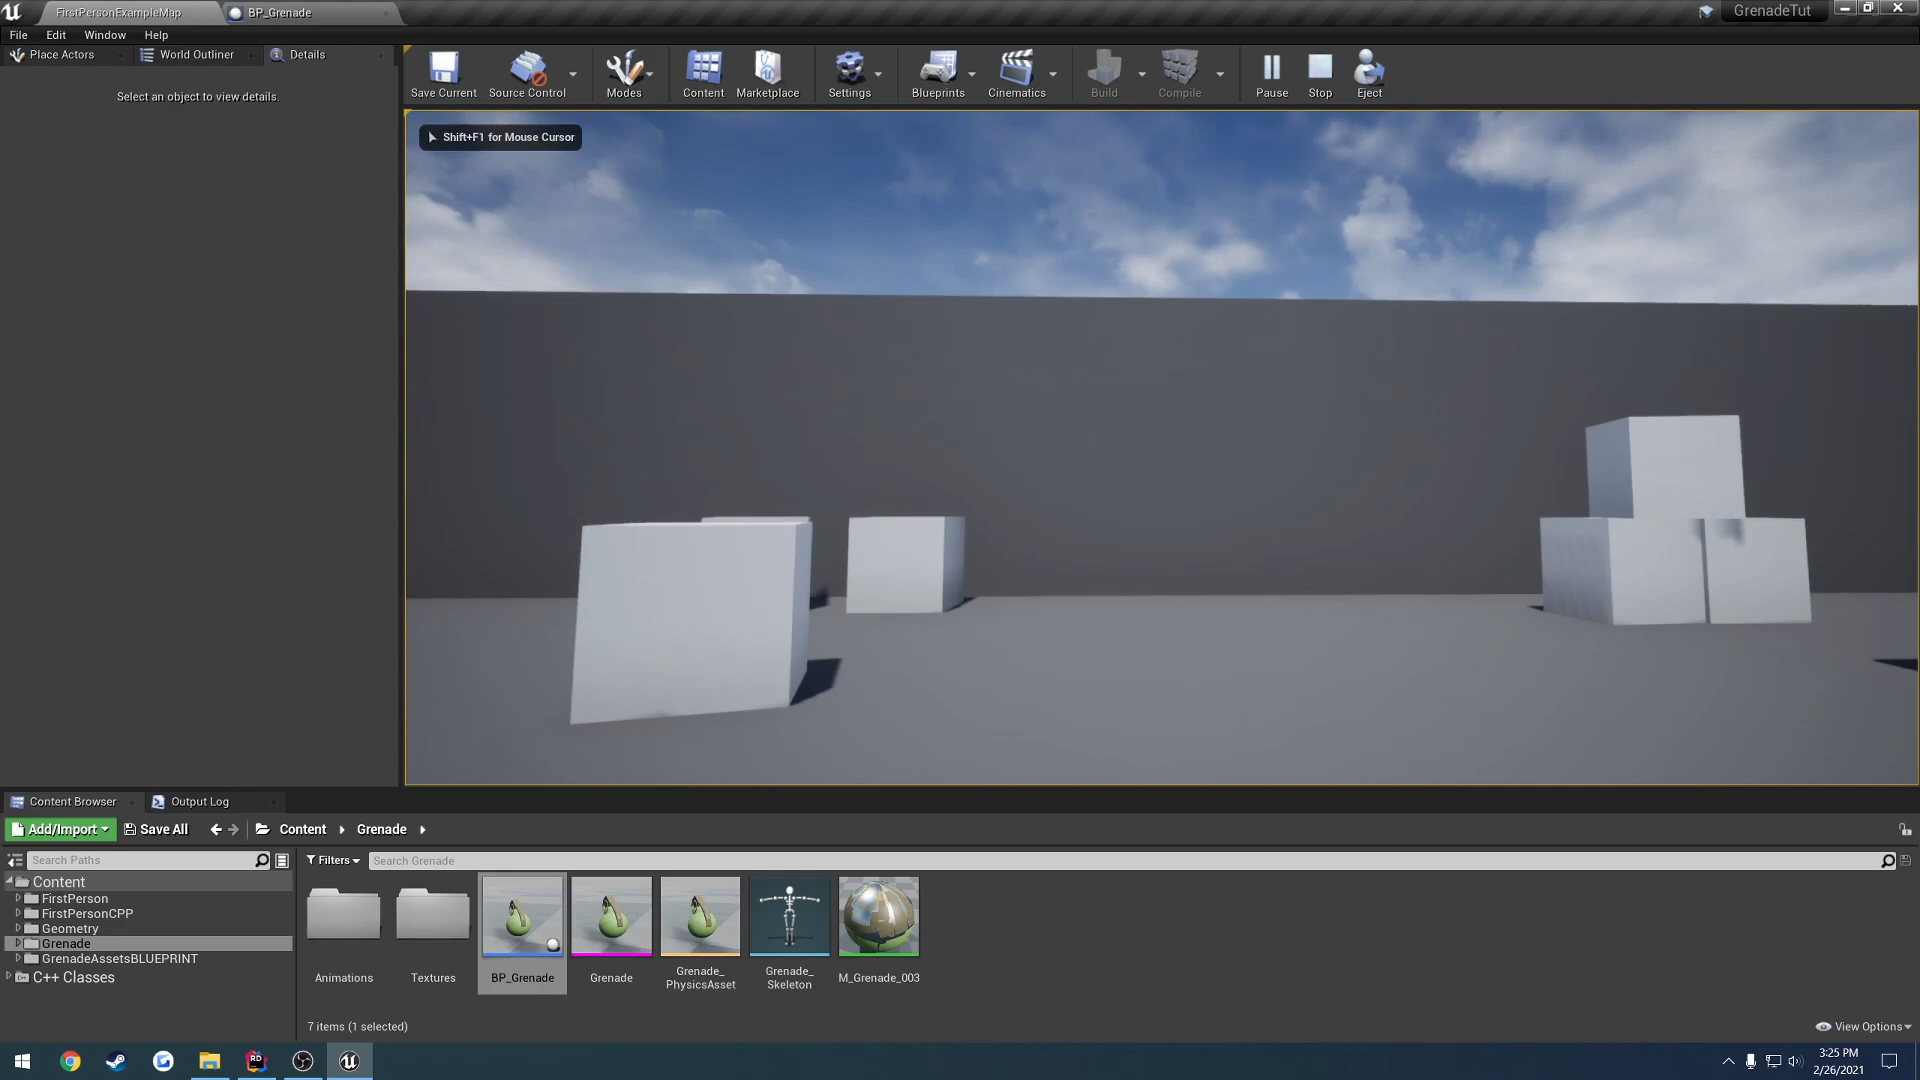 FirstPersonExampleMap
BP_Grenade
GrenadeTut
File Edit Window Help
Place Actors World Outliner Details
Select an object to view details.
Save Current Source Control Modes Content Marketplace Settings Blueprints Cinematics Build Compile Pause Stop Eject
Shift+F1 for Mouse Cursor
Content Browser Output Log
Add/Import Save All Content Grenade
Search Paths
Filters Search Grenade
Content
FirstPerson
FirstPersonCPP
Geometry
Grenade
GrenadeAssetsBLUEPRINT
C++ Classes
Animations
Textures
BP_Grenade
Grenade
Grenade_
PhysicsAsset
Grenade_
Skeleton
M_Grenade_003
7 items (1 selected)
View Options
RD
3:25 PM
2/26/2021